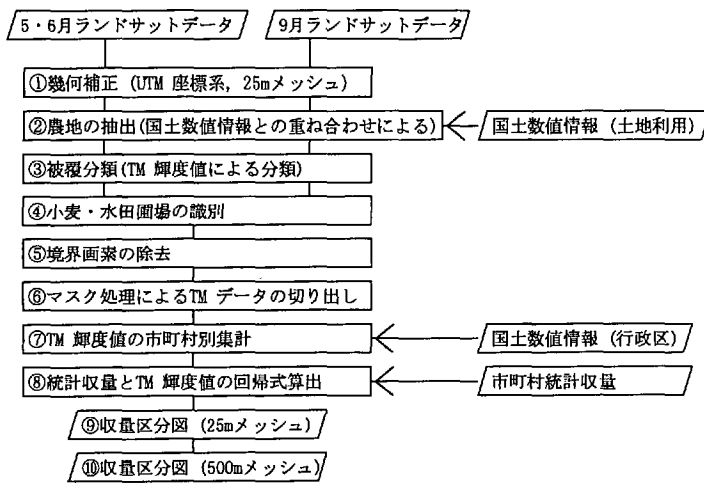 5・6月ランドサットデータ
9月ランドサットデータ
①幾何補正 (UTM 座標系, 25mメッシュ)
②農地の抽出(国土数値情報との重ね合わせによる)
国土数値情報 (土地利用)
③被覆分類(TM 輝度値による分類)
④小麦・水田圃場の識別
⑤境界画素の除去
⑥マスク処理によるTM データの切り出し
⑦TM 輝度値の市町村別集計
国土数値情報 (行政区)
⑧統計収量とTM 輝度値の回帰式算出
市町村統計収量
⑨収量区分図 (25mメッシュ)
⑩収量区分図 (500mメッシュ)